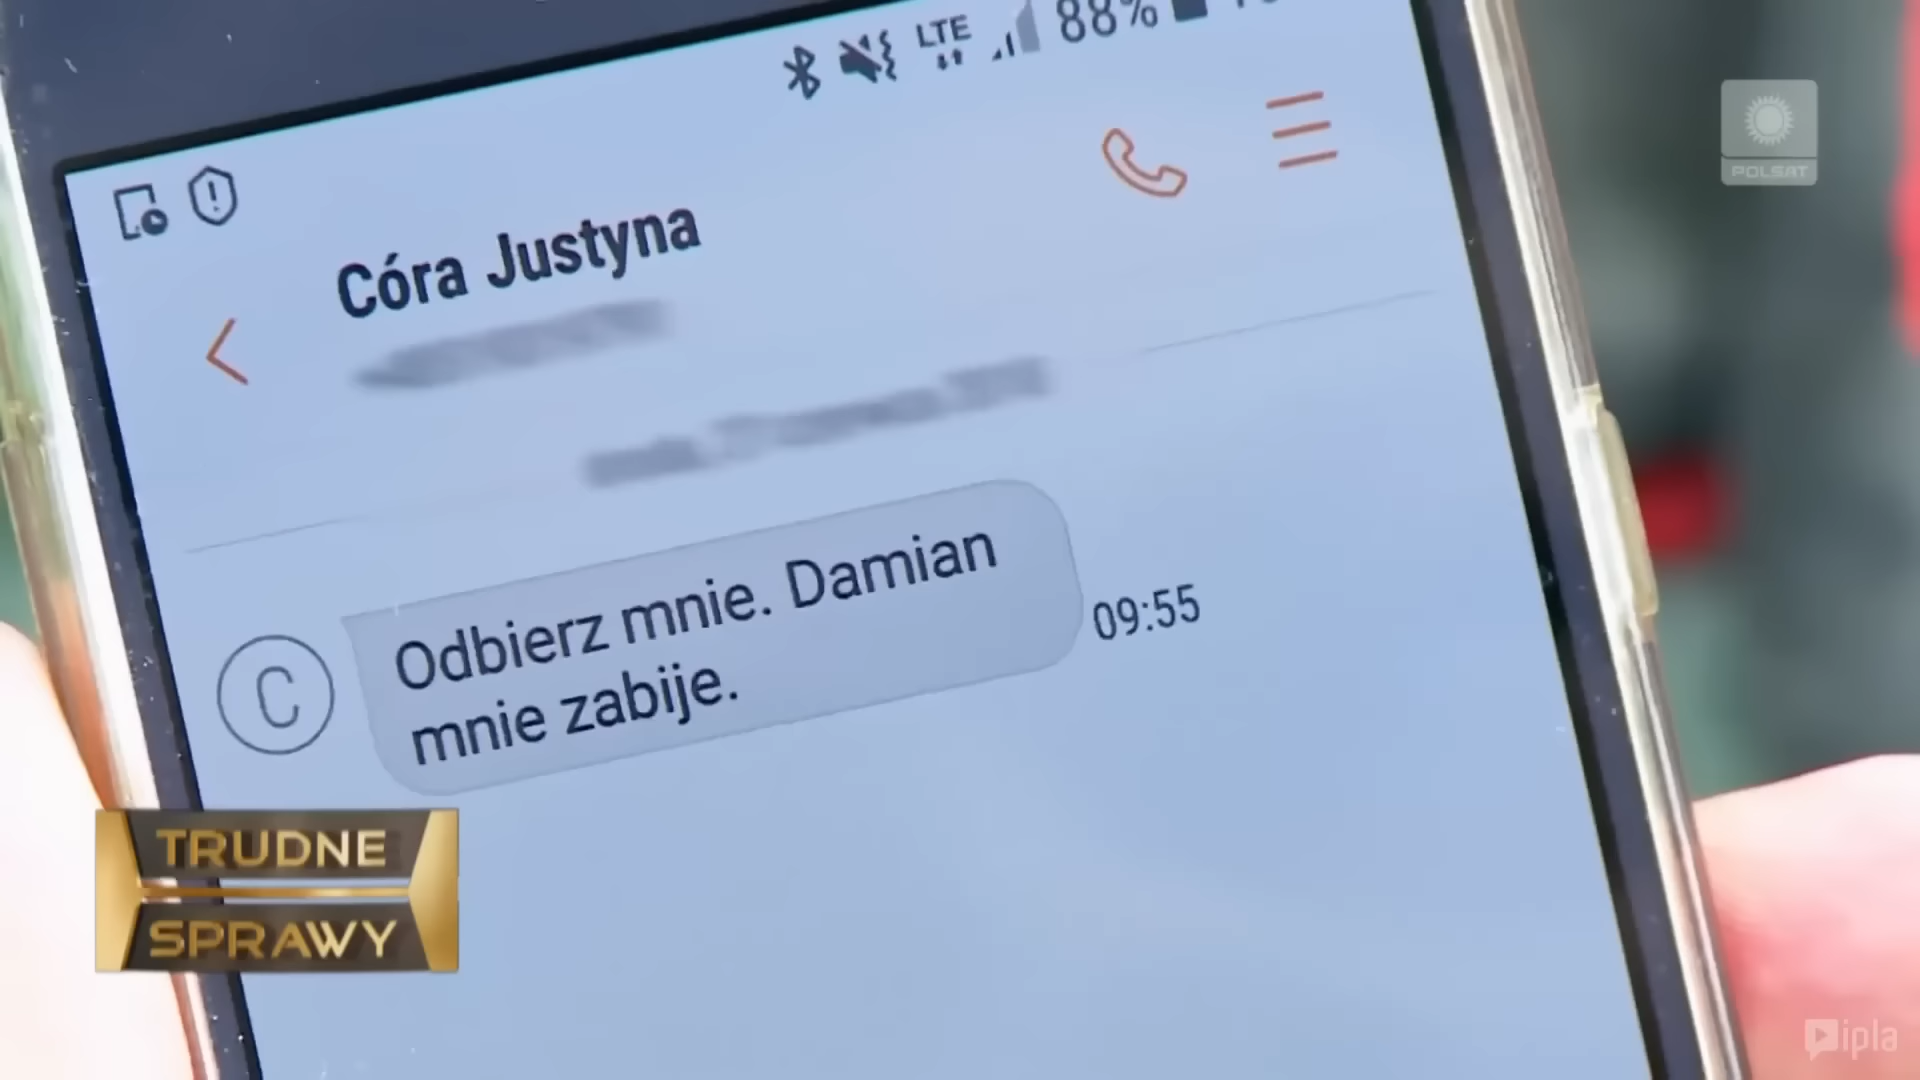 LTE
88%
POLSAT
Córa Justyna
Odbierz mnie. Damian
mnie zabije.
09:55
C
TRUDNE
SPRAWY
ipla